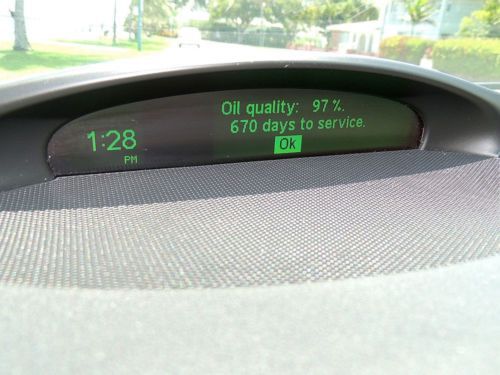 1:28
PM
Oil quality: 97 %.
670 days to service.
Ok